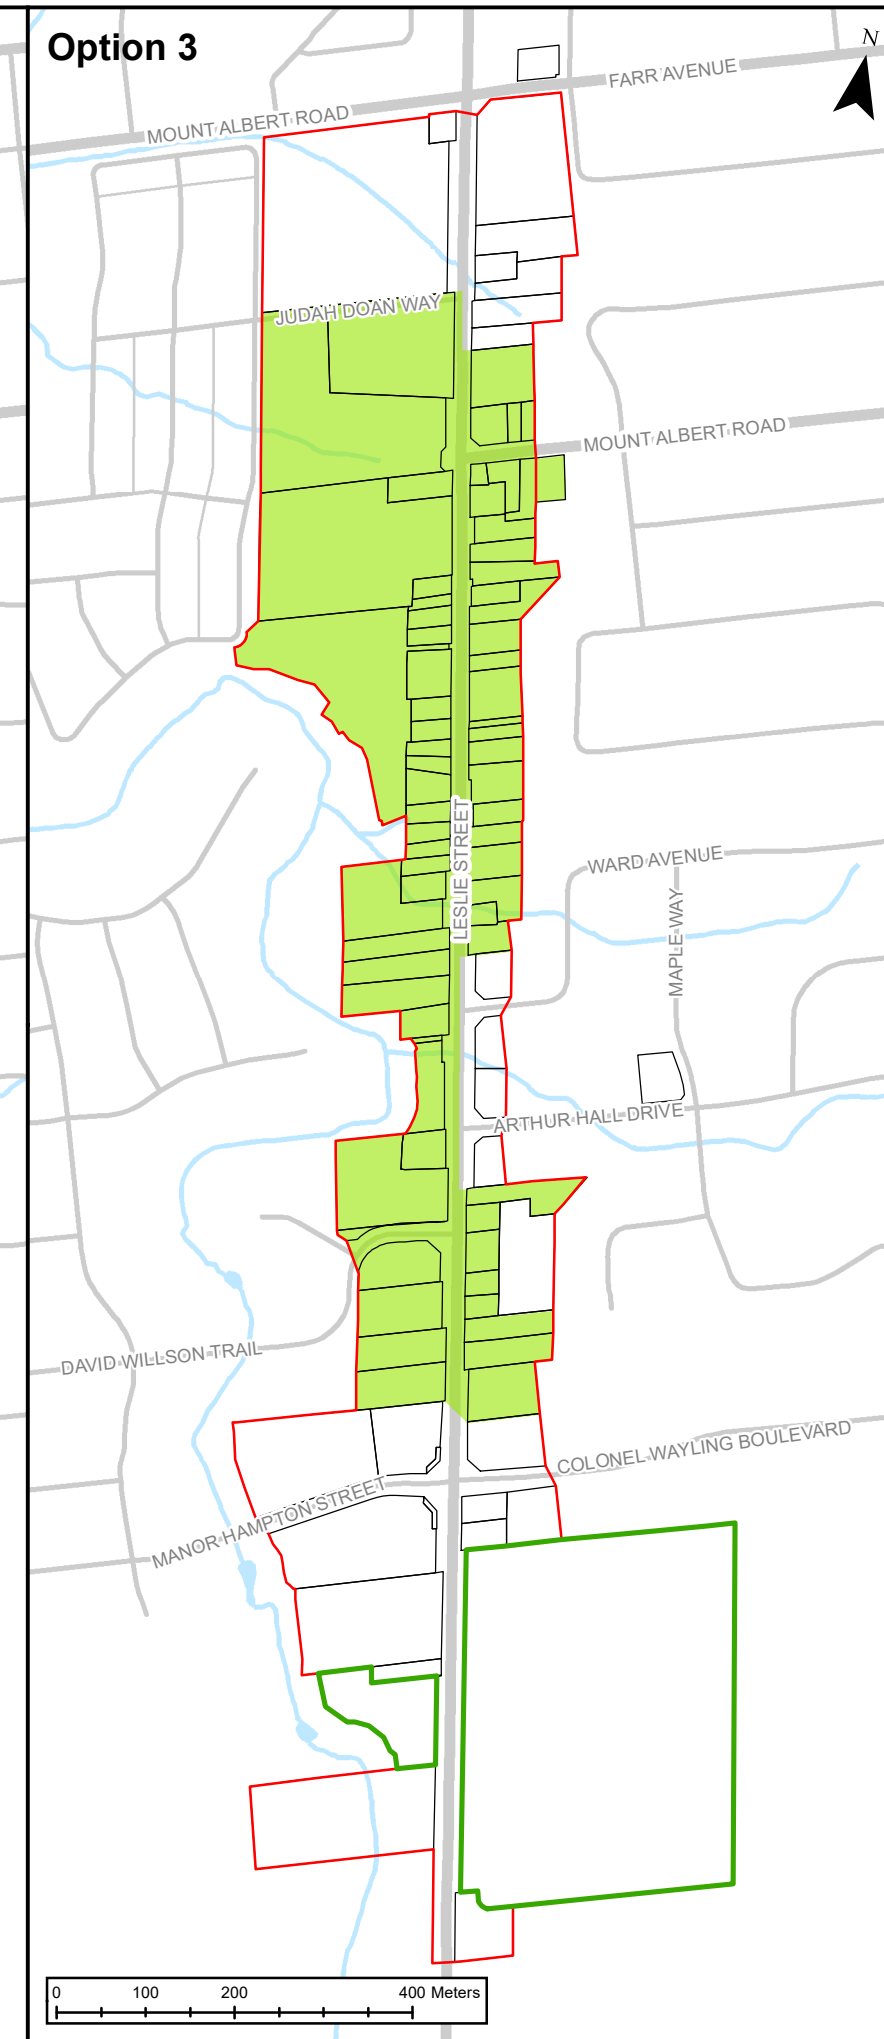 Option 3
N
FARR AVENUE
MOUNT ALBERT ROAD
JUDAH DOAN WAY
MOUNT ALBERT ROAD
LESLIE STREET
WARD AVENUE
MAPLE WAY
ARTHUR HALL DRIVE
DAVID WILLSON TRAIL
COLONEL WAYLING BOULEVARD
MANOR HAMPTON STREET
0 100 200 400 Meters